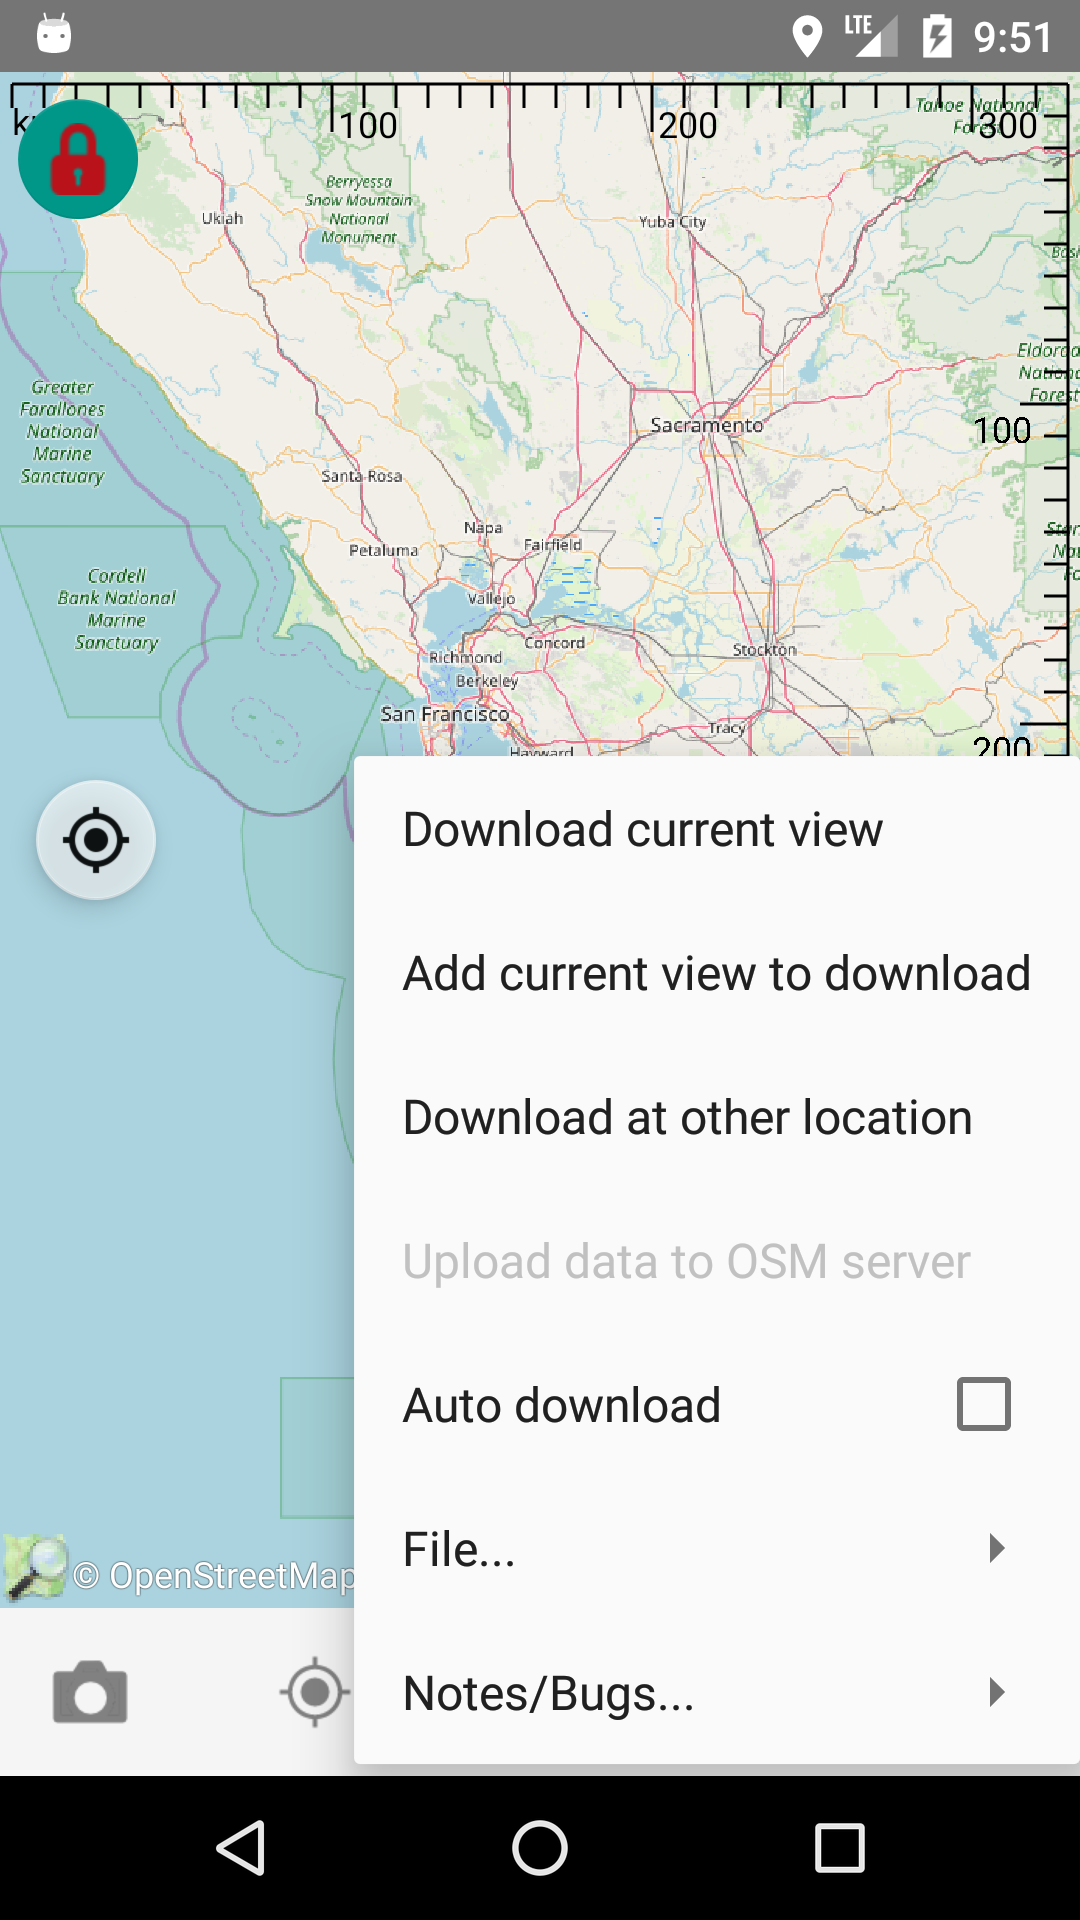 LTE 9:51
100
200
300
Tahoe National
Forest
Berryessa
Snow Mountain
National
Monument
Ukiah
Yuba City
Greater
Farallones
National
Marine
Sanctuary
100
Sacramento
Santa Rosa
Napa
Petaluma
Fairfield
Cordell
Bank National
Marine
Sanctuary
Vallejo
Concord
Richmond
Stockton
Berkeley
San Francisco
Tracy
Hayward
200
Download current view
Add current view to download
Download at other location
Upload data to OSM server
Auto download
File...
Notes/Bugs...
© OpenStreetMap